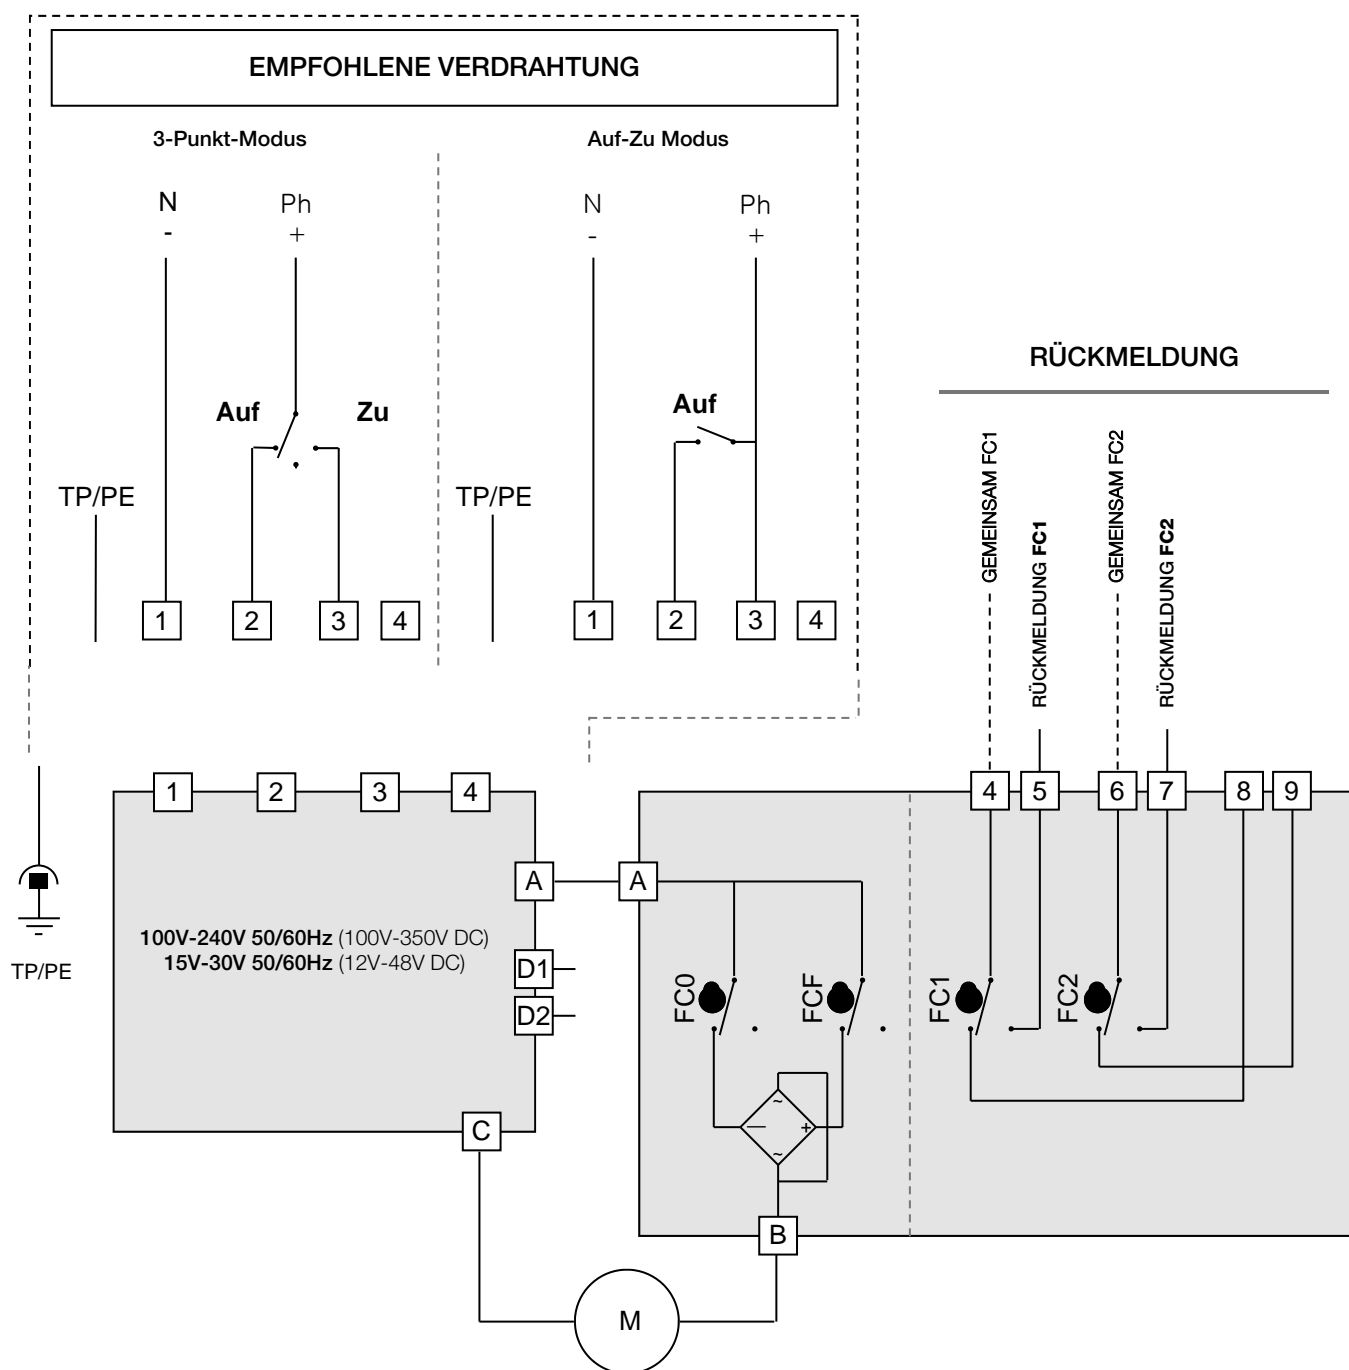 EMPFOHLENE VERDRAHTUNG
3-Punkt-Modus
Auf-Zu Modus
N
-
Ph
+
N
-
Ph
+
Auf
Zu
Auf
TP/PE
TP/PE
1
2
3
4
1
2
3
4
RÜCKMELDUNG
GEMEINSAM FC1
RÜCKMELDUNG FC1
GEMEINSAM FC2
RÜCKMELDUNG FC2
1
2
3
4
4
5
6
7
8
9
A
A
100V-240V 50/60Hz (100V-350V DC)
15V-30V 50/60Hz (12V-48V DC)
D1
D2
TP/PE
FC0
FCF
FC1
FC2
~
—
+
~
C
B
M